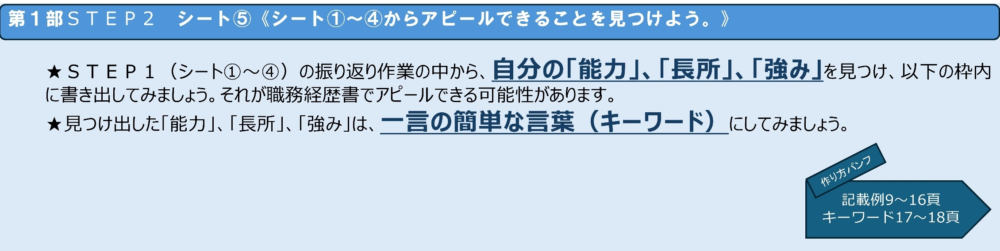 第１部ＳＴＥＰ２　シート⑤《シート①～④からアピールできることを見つけよう。》
★ＳＴＥＰ１（シート①～④）の振り返り作業の中から、自分の「能力」、「長所」、「強み」を見つけ、以下の枠内
に書き出してみましょう。それが職務経歴書でアピールできる可能性があります。
★見つけ出した「能力」、「長所」、「強み」は、一言の簡単な言葉（キーワード）にしてみましょう。
作り方パンフ
記載例9～16頁
キーワード17～18頁